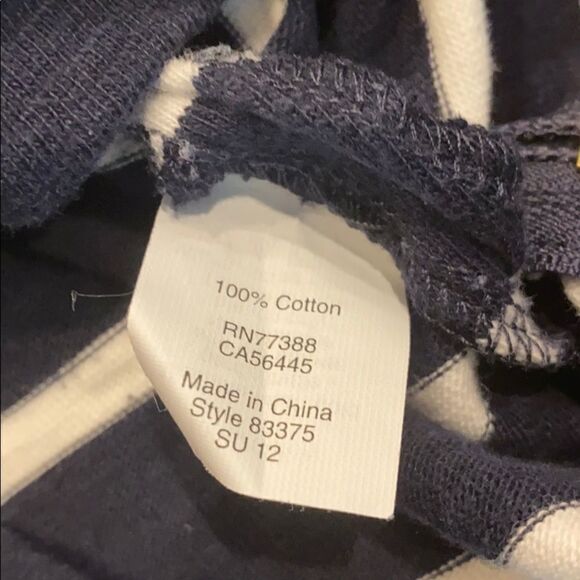 100% Cotton
RN77388
CA56445
Made in China
Style 83375
SU 12